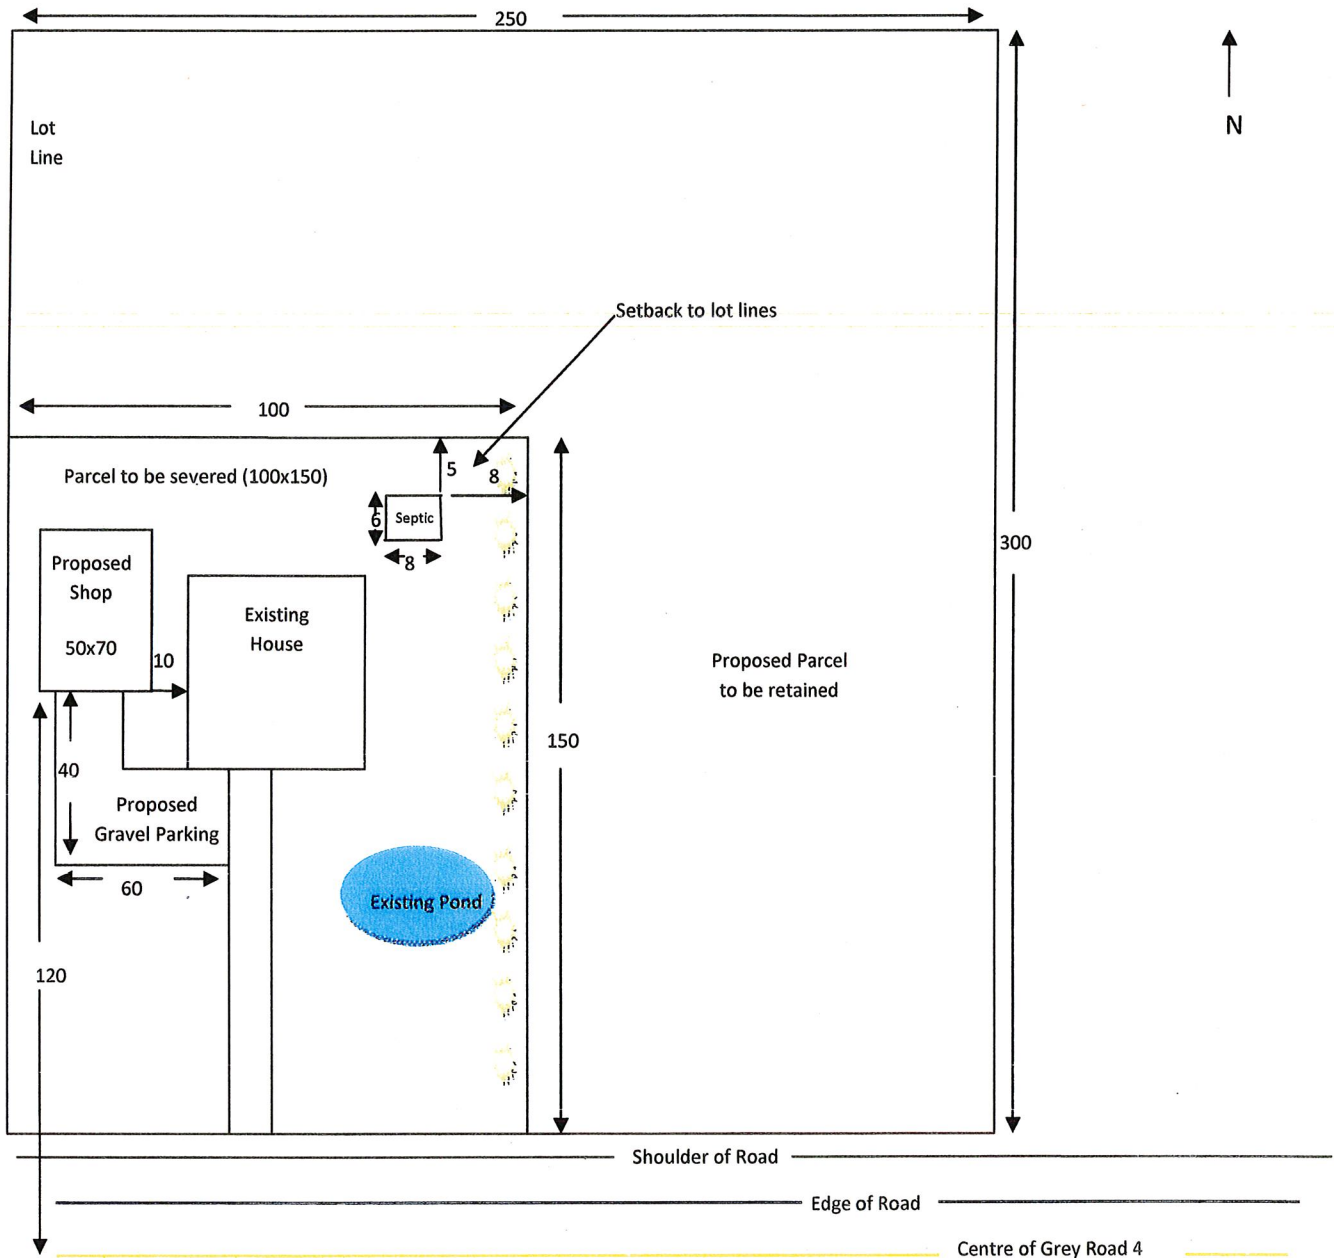 250
N
Lot
Line
Setback to lot lines
100
Parcel to be severed (100x150)
5
8
6
Septic
8
300
Proposed
Shop
50x70
Existing
House
10
Proposed Parcel
to be retained
150
40
Proposed
Gravel Parking
60
Existing Pond
120
Shoulder of Road
Edge of Road
Centre of Grey Road 4